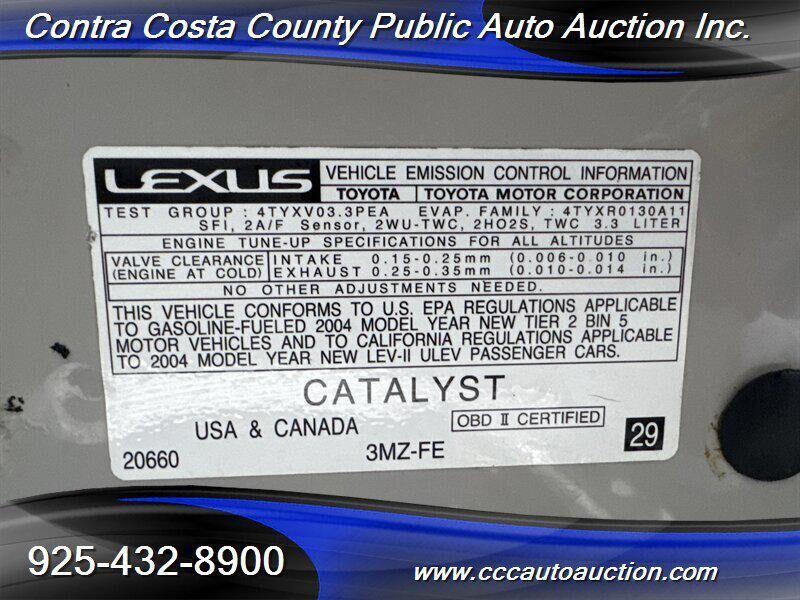 Contra Costa County Public Auto Auction Inc.
LEXUS VEHICLE EMISSION CONTROL INFORMATION
TOYOTA TOYOTA MOTOR CORPORATION
TEST GROUP : 4TYXV03.3PEA EVAP. FAMILY : 4TYXR0130A11
SFI, 2A/F Sensor, 2WU-TWC, 2HO2S, TWC 3.3 LITER
ENGINE TUNE-UP SPECIFICATIONS FOR ALL ALTITUDES
VALVE CLEARANCE INTAKE 0.15-0.25mm (0.006-0.010 in.)
(ENGINE AT COLD) EXHAUST 0.25-0.35mm (0.010-0.014 in.)
NO OTHER ADJUSTMENTS NEEDED.
THIS VEHICLE CONFORMS TO U.S. EPA REGULATIONS APPLICABLE
TO GASOLINE-FUELED 2004 MODEL YEAR NEW TIER 2 BIN 5
MOTOR VEHICLES AND TO CALIFORNIA REGULATIONS APPLICABLE
TO 2004 MODEL YEAR NEW LEV-II ULEV PASSENGER CARS.
CATALYST
USA & CANADA OBD II CERTIFIED
20660 3MZ-FE 29
925-432-8900
www.cccautoauction.com